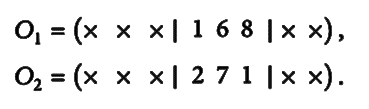 O₁ = (× × × | 1 6 8 | × ×) ,
O₂ = (× × × | 2 7 1 | × ×) .